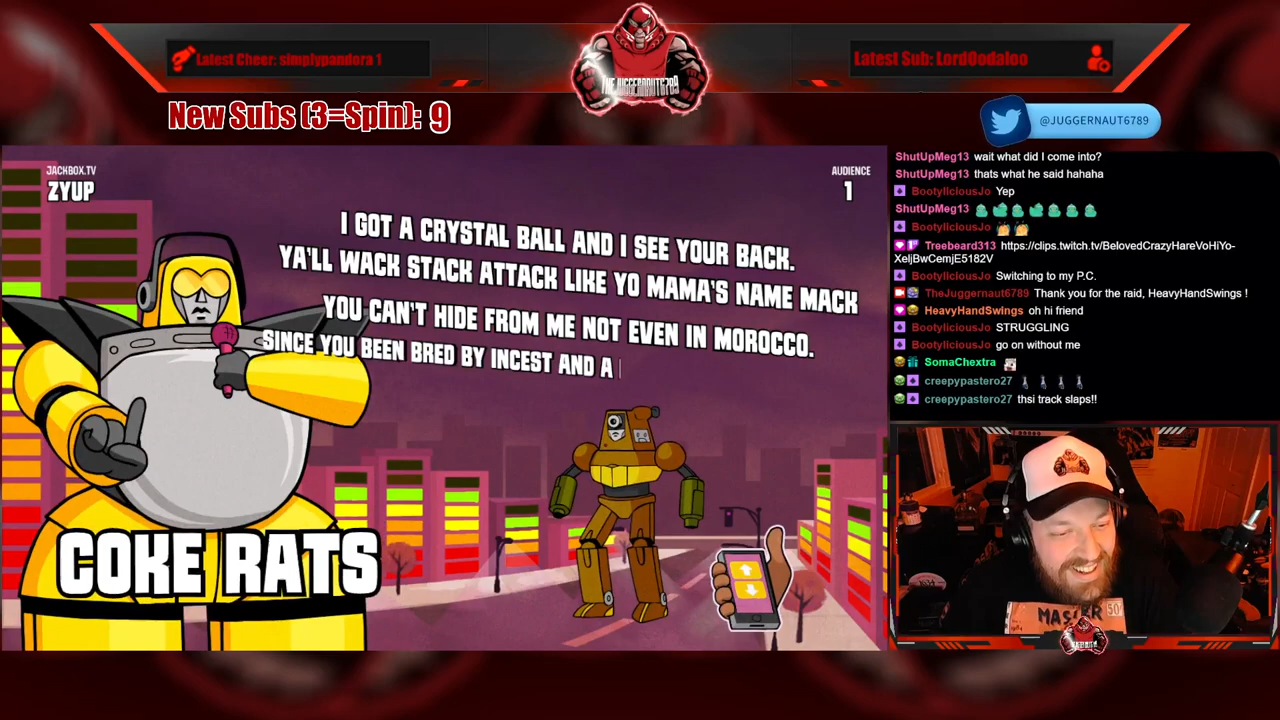 Latest Cheer: simplypandora 1
THEJUGGERNAUT6789
Latest Sub: LordOodaloo
New Subs (3=Spin): 9
@JUGGERNAUT6789
JACKBOX.TV
ZYUP
AUDIENCE
1
I GOT A CRYSTAL BALL AND I SEE YOUR BACK.
YA'LL WACK STACK ATTACK LIKE YO MAMA'S NAME MACK
YOU CAN'T HIDE FROM ME NOT EVEN IN MOROCCO.
SINCE YOU BEEN BRED BY INCEST AND A
COKE RATS
ShutUpMeg13 wait what did I come into?
ShutUpMeg13 thats what he said hahaha
BootyliciousJo Yep
ShutUpMeg13
BootyliciousJo
Treebeard313 https://clips.twitch.tv/BelovedCrazyHareVoHiYo-
XeljBwCemjE5182V
BootyliciousJo Switching to my P.C.
TheJuggernaut6789 Thank you for the raid, HeavyHandSwings !
HeavyHandSwings oh hi friend
BootyliciousJo STRUGGLING
BootyliciousJo go on without me
SomaChextra
creepypastero27
creepypastero27 thsi track slaps!!
MASTER
50